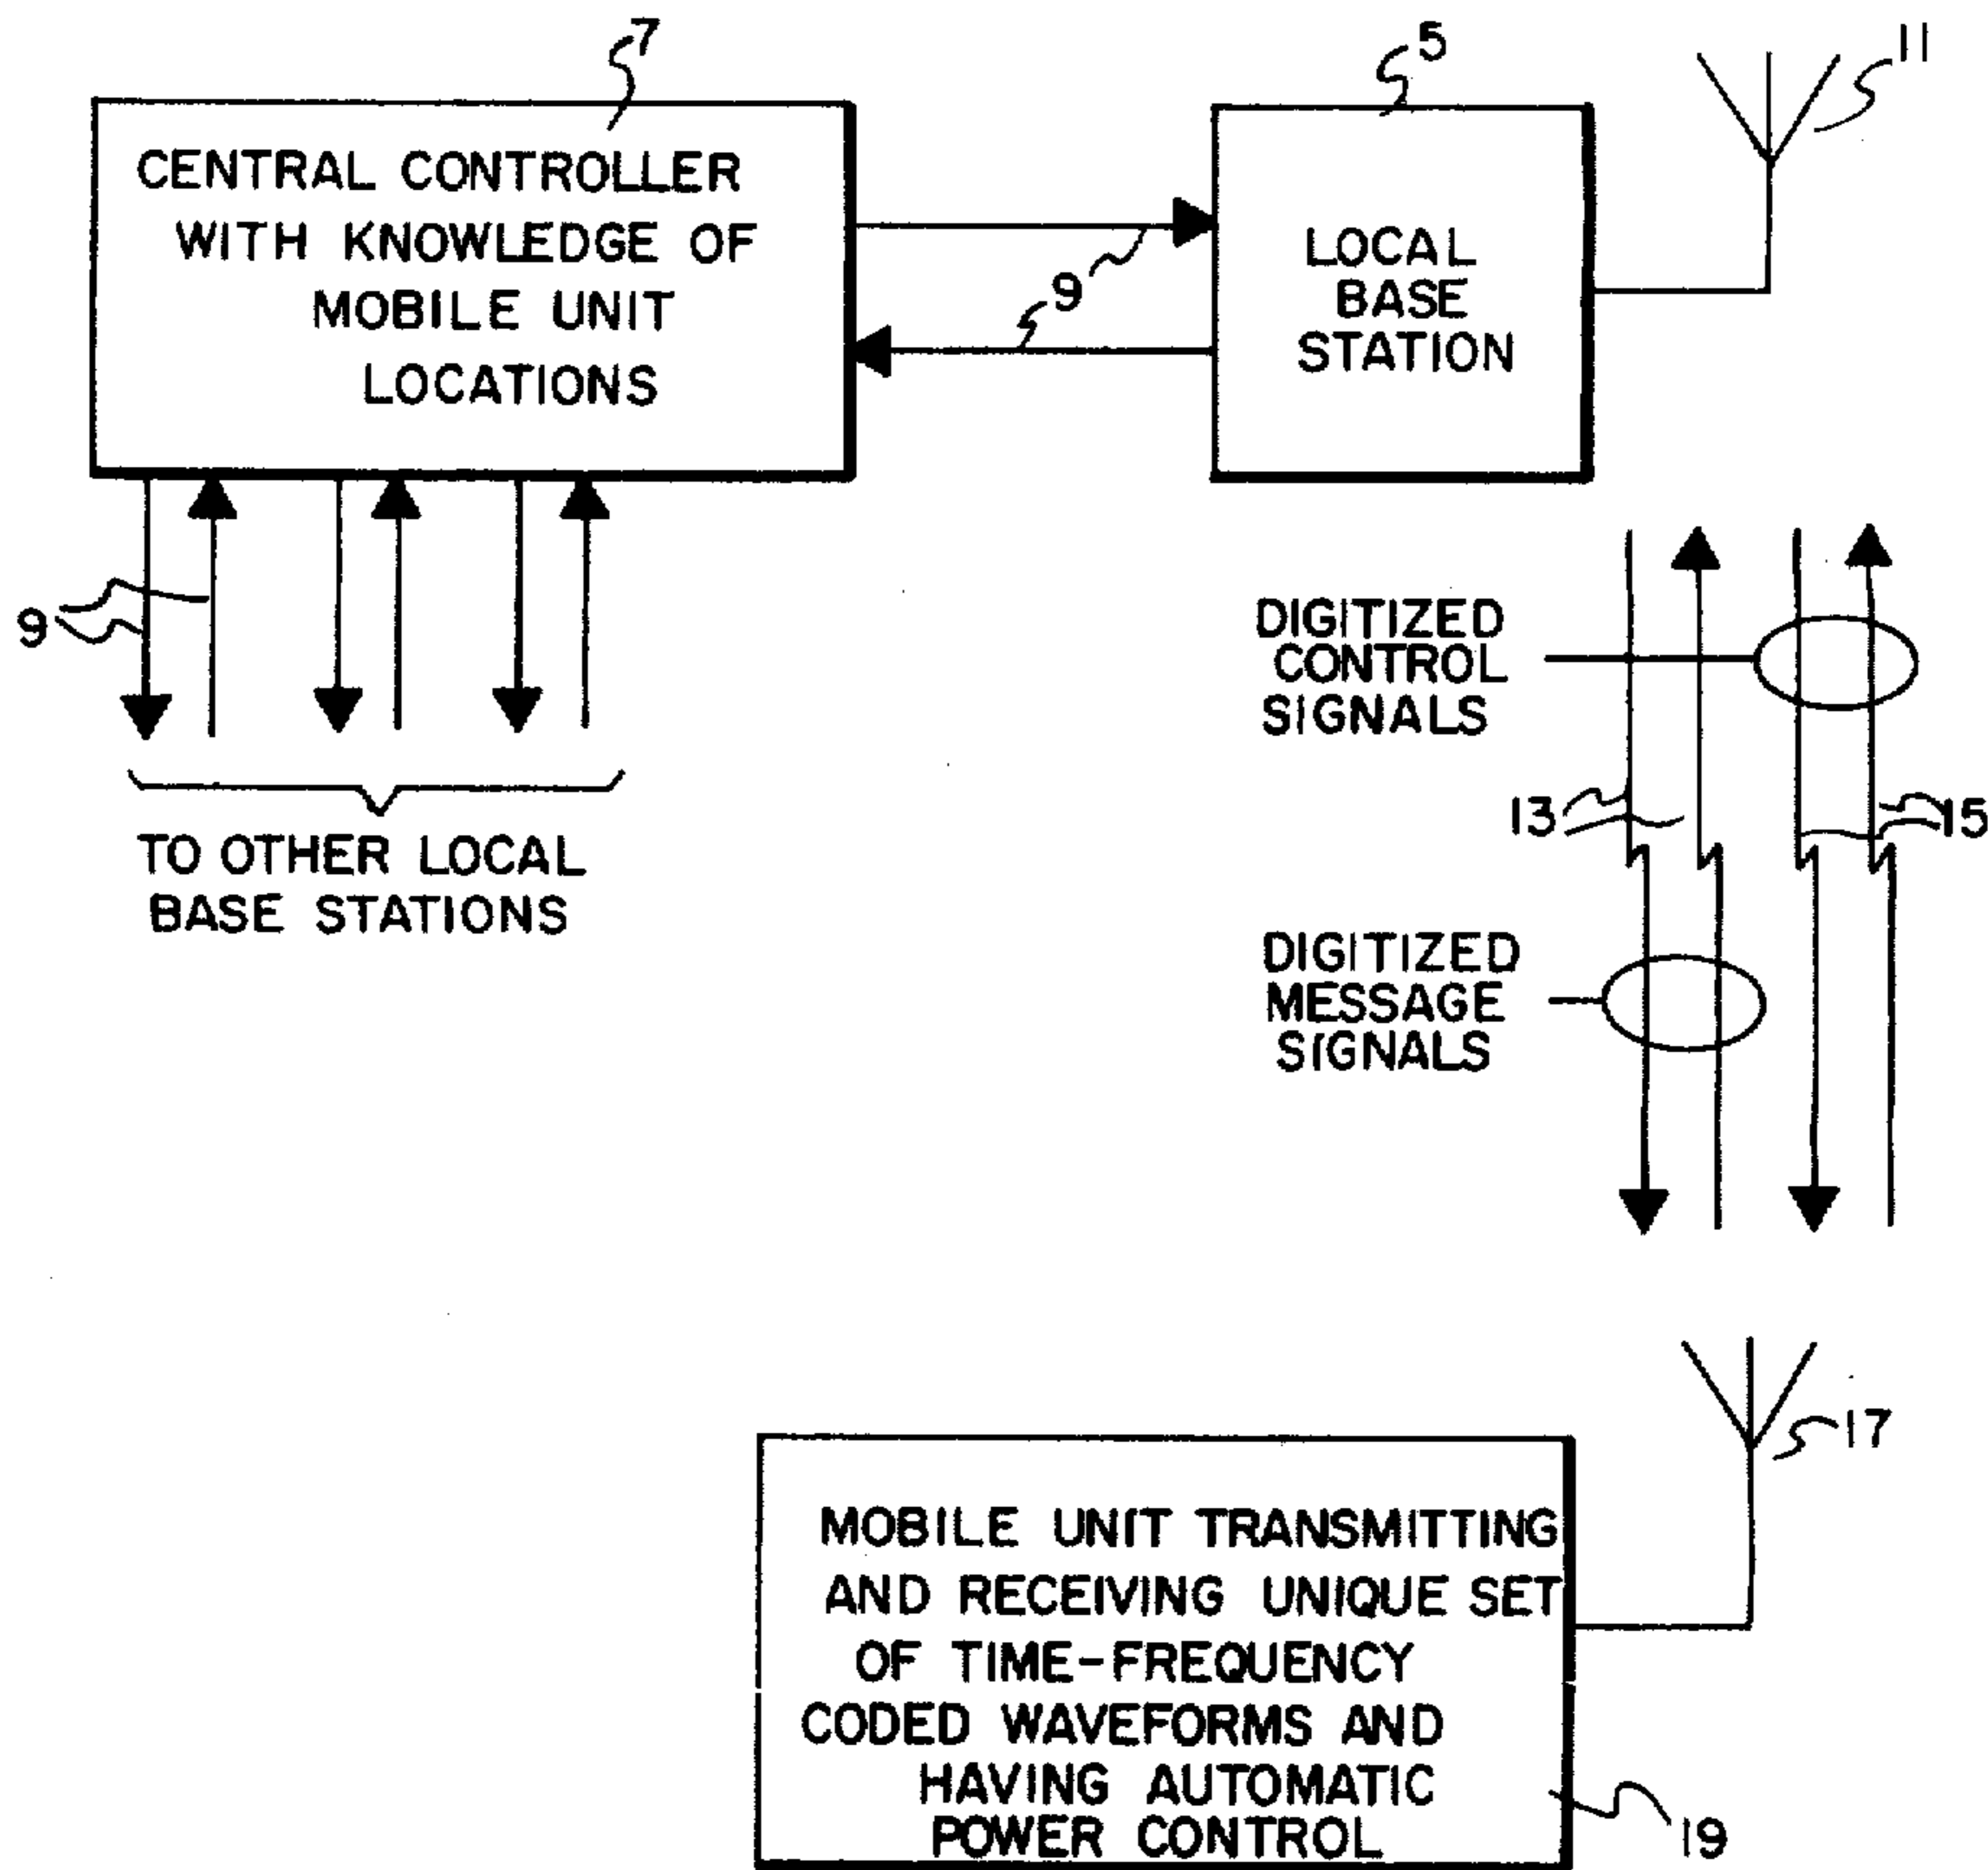 7
5
11
CENTRAL CONTROLLER
WITH KNOWLEDGE OF
MOBILE UNIT
LOCATIONS
9
LOCAL
BASE
STATION
9
DIGITIZED
CONTROL
SIGNALS
13
15
TO OTHER LOCAL
BASE STATIONS
DIGITIZED
MESSAGE
SIGNALS
17
MOBILE UNIT TRANSMITTING
AND RECEIVING UNIQUE SET
OF TIME-FREQUENCY
CODED WAVEFORMS AND
HAVING AUTOMATIC
POWER CONTROL
19